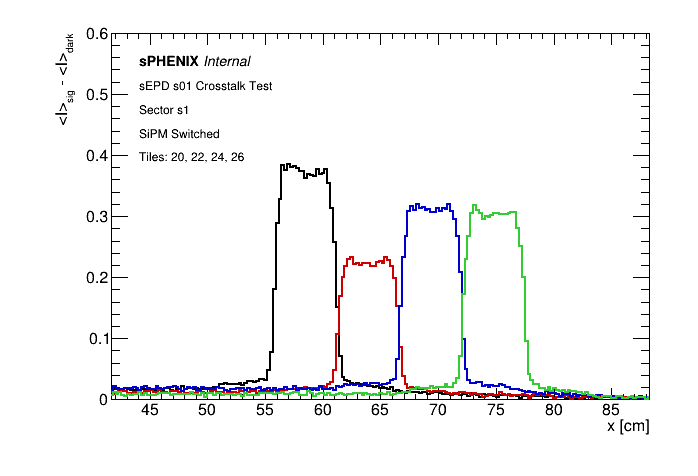 <I>sig - <I>dark
0.6
0.5
0.4
0.3
0.2
0.1
0
sPHENIX Internal
sEPD s01 Crosstalk Test
Sector s1
SiPM Switched
Tiles: 20, 22, 24, 26
45 50 55 60 65 70 75 80 85
x [cm]